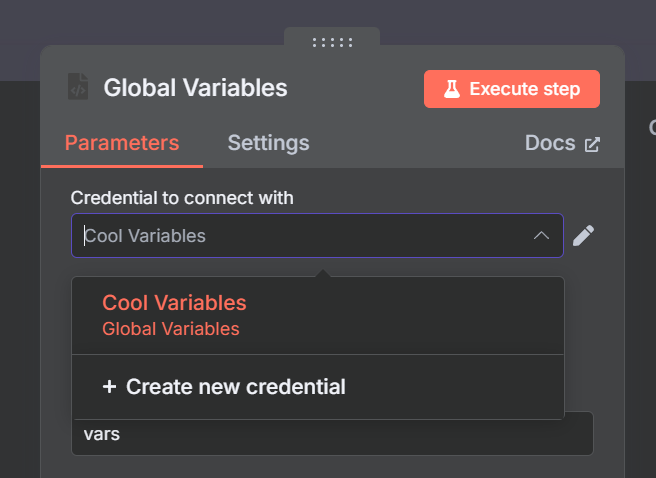 Global Variables
Execute step
Parameters
Settings
Docs
Credential to connect with
Cool Variables
Cool Variables
Global Variables
+ Create new credential
vars